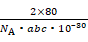 2×80
N_A · abc · 10^{-30}